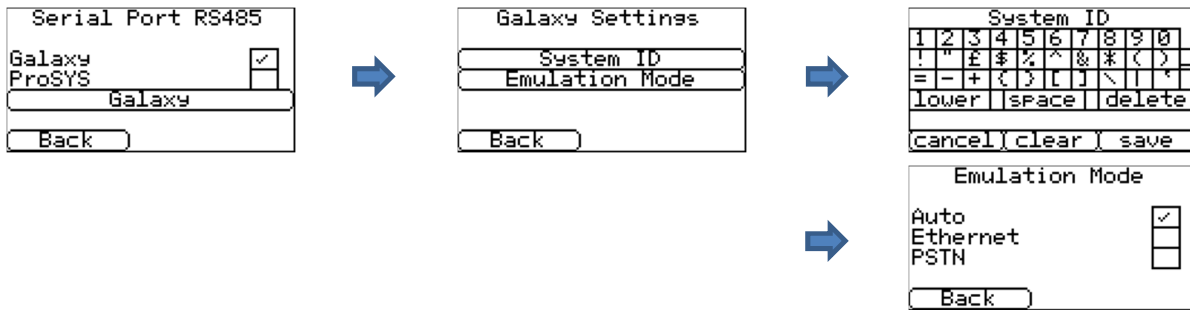 Serial Port RS485
Galaxy
ProSYS
Galaxy
Back
Galaxy Settings
System ID
Emulation Mode
Back
System ID
1 2 3 4 5 6 7 8 9 0
! " £ $ % ^ & * ( ) _
= - + { } [ ] \ | `
lower space delete
cancel clear save
Emulation Mode
Auto
Ethernet
PSTN
Back